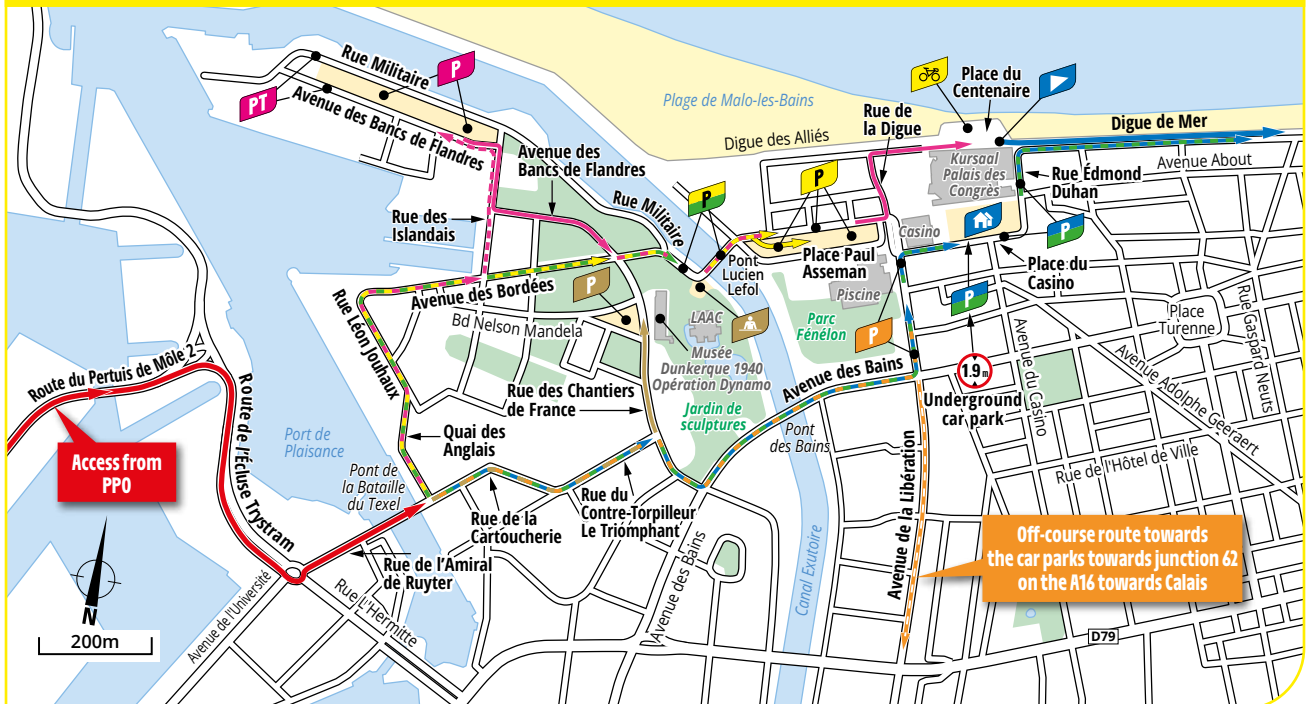 Rue Militaire
P
PT
Avenue des Bancs de Flandres
Plage de Malo-les-Bains
Digue des Alliés
Rue de
la Digue
Place du
Centenaire
Digue de Mer
Avenue About
Kursaal
Palais des
Congrès
Rue Edmond
Duhan
Avenue des
Bancs de Flandres
Rue Militaire
P
P
Rue des
Islandais
Casino
P
Place du
Casino
Pont
Lucien
Lefol
Place Paul
Asseman
Piscine
Avenue des Bordées
P
Bd Nelson Mandela
LAAC
Musée
Dunkerque 1940
Opération Dynamo
Parc
Fénélon
P
P
1.9m
Underground
car park
Place
Turenne
Rue Gaspard Neuts
Avenue du Casino
Avenue Adolphe Geeraert
Rue de l'Hôtel de Ville
Rue Léon Jouhaux
Rue des Chantiers
de France
Jardin de
sculptures
Avenue des Bains
Pont
des Bains
Route du Pertuis de Môle 2
Route de l'Écluse Trystram
Access from
PPO
Port de
Plaisance
Quai des
Anglais
Pont de
la Bataille
du Texel
Rue de la
Cartoucherie
Rue du
Contre-Torpilleur
Le Triomphant
Rue de l'Amiral
de Ruyter
Avenue de l'Université
Rue L'Hermitte
Avenue des Bains
Canal Exutoire
Avenue de la Libération
Off-course route towards
the car parks towards junction 62
on the A16 towards Calais
D79
N
200m